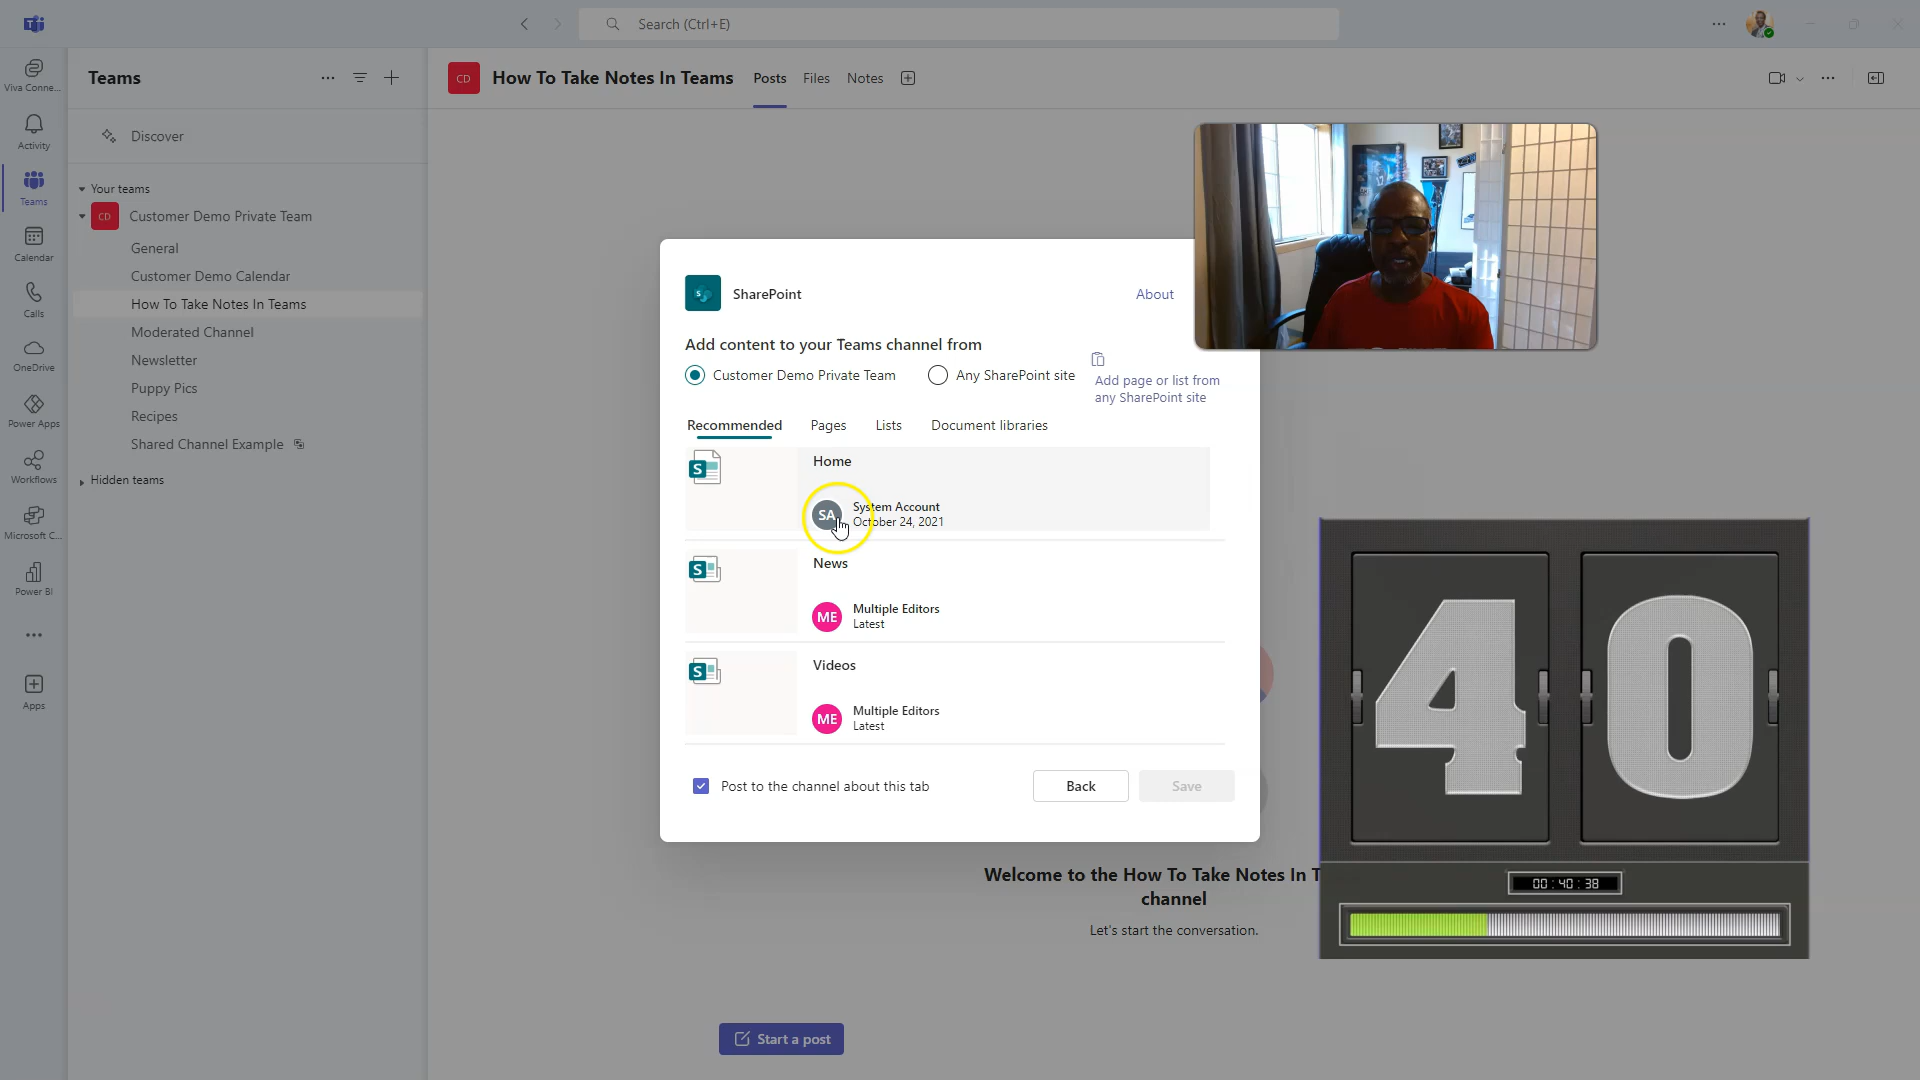 Search (Ctrl+E)
Viva Conne...
Activity
Teams
Calendar
Calls
OneDrive
Power Apps
Workflows
Microsoft C...
Power BI
Apps
Teams
Discover
Your teams
CD Customer Demo Private Team
General
Customer Demo Calendar
How To Take Notes In Teams
Moderated Channel
Newsletter
Puppy Pics
Recipes
Shared Channel Example
Hidden teams
CD How To Take Notes In Teams Posts Files Notes
SharePoint
About
Add content to your Teams channel from
Customer Demo Private Team
Any SharePoint site
Add page or list from
any SharePoint site
Recommended Pages Lists Document libraries
Home
SA System Account
October 24, 2021
News
ME Multiple Editors
Latest
Videos
ME Multiple Editors
Latest
Post to the channel about this tab
Back
Save
Welcome to the How To Take Notes In T
channel
Let's start the conversation.
Start a post
40
00:40:38